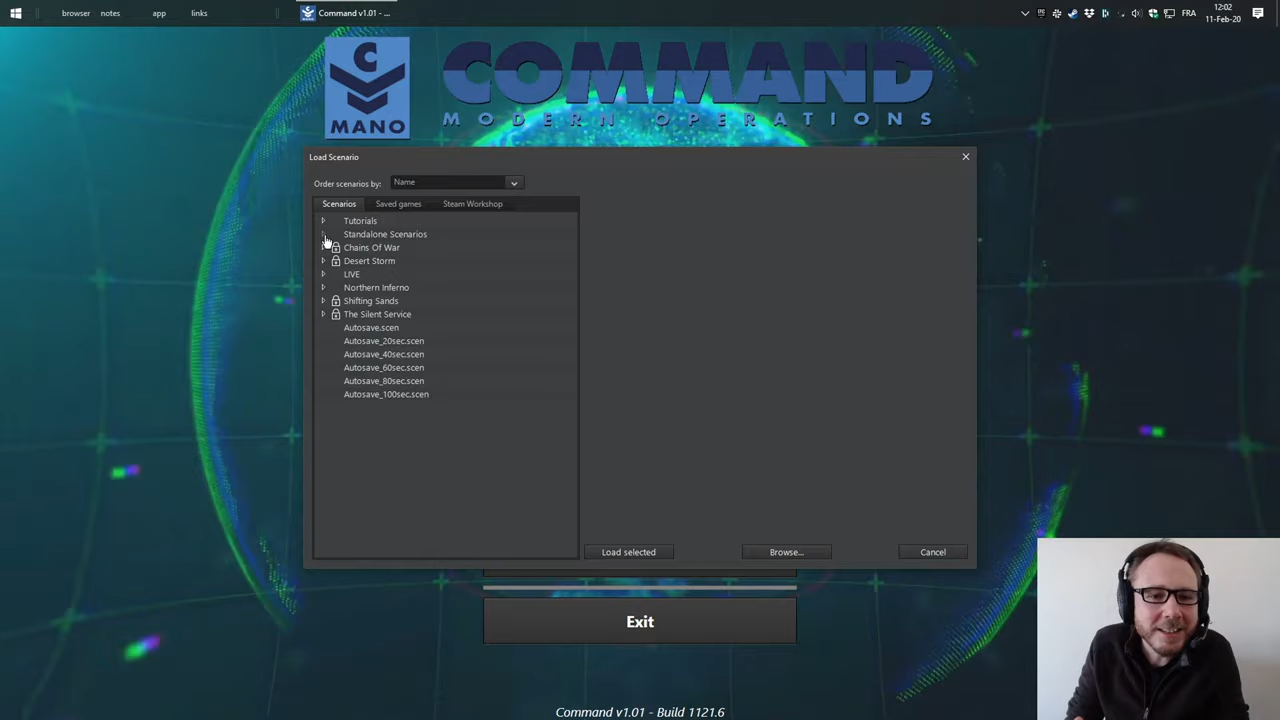 browser
notes
app
links
Command v1.01 - ...
FRA
12:02
11-Feb-20
C
MANO
COMMAND
MODERN OPERATIONS
Load Scenario
Order scenarios by:
Name
Scenarios
Saved games
Steam Workshop
Tutorials
Standalone Scenarios
Chains Of War
Desert Storm
LIVE
Northern Inferno
Shifting Sands
The Silent Service
Autosave.scen
Autosave_20sec.scen
Autosave_40sec.scen
Autosave_60sec.scen
Autosave_80sec.scen
Autosave_100sec.scen
Load selected
Browse...
Cancel
Exit
Command v1.01 - Build 1121.6